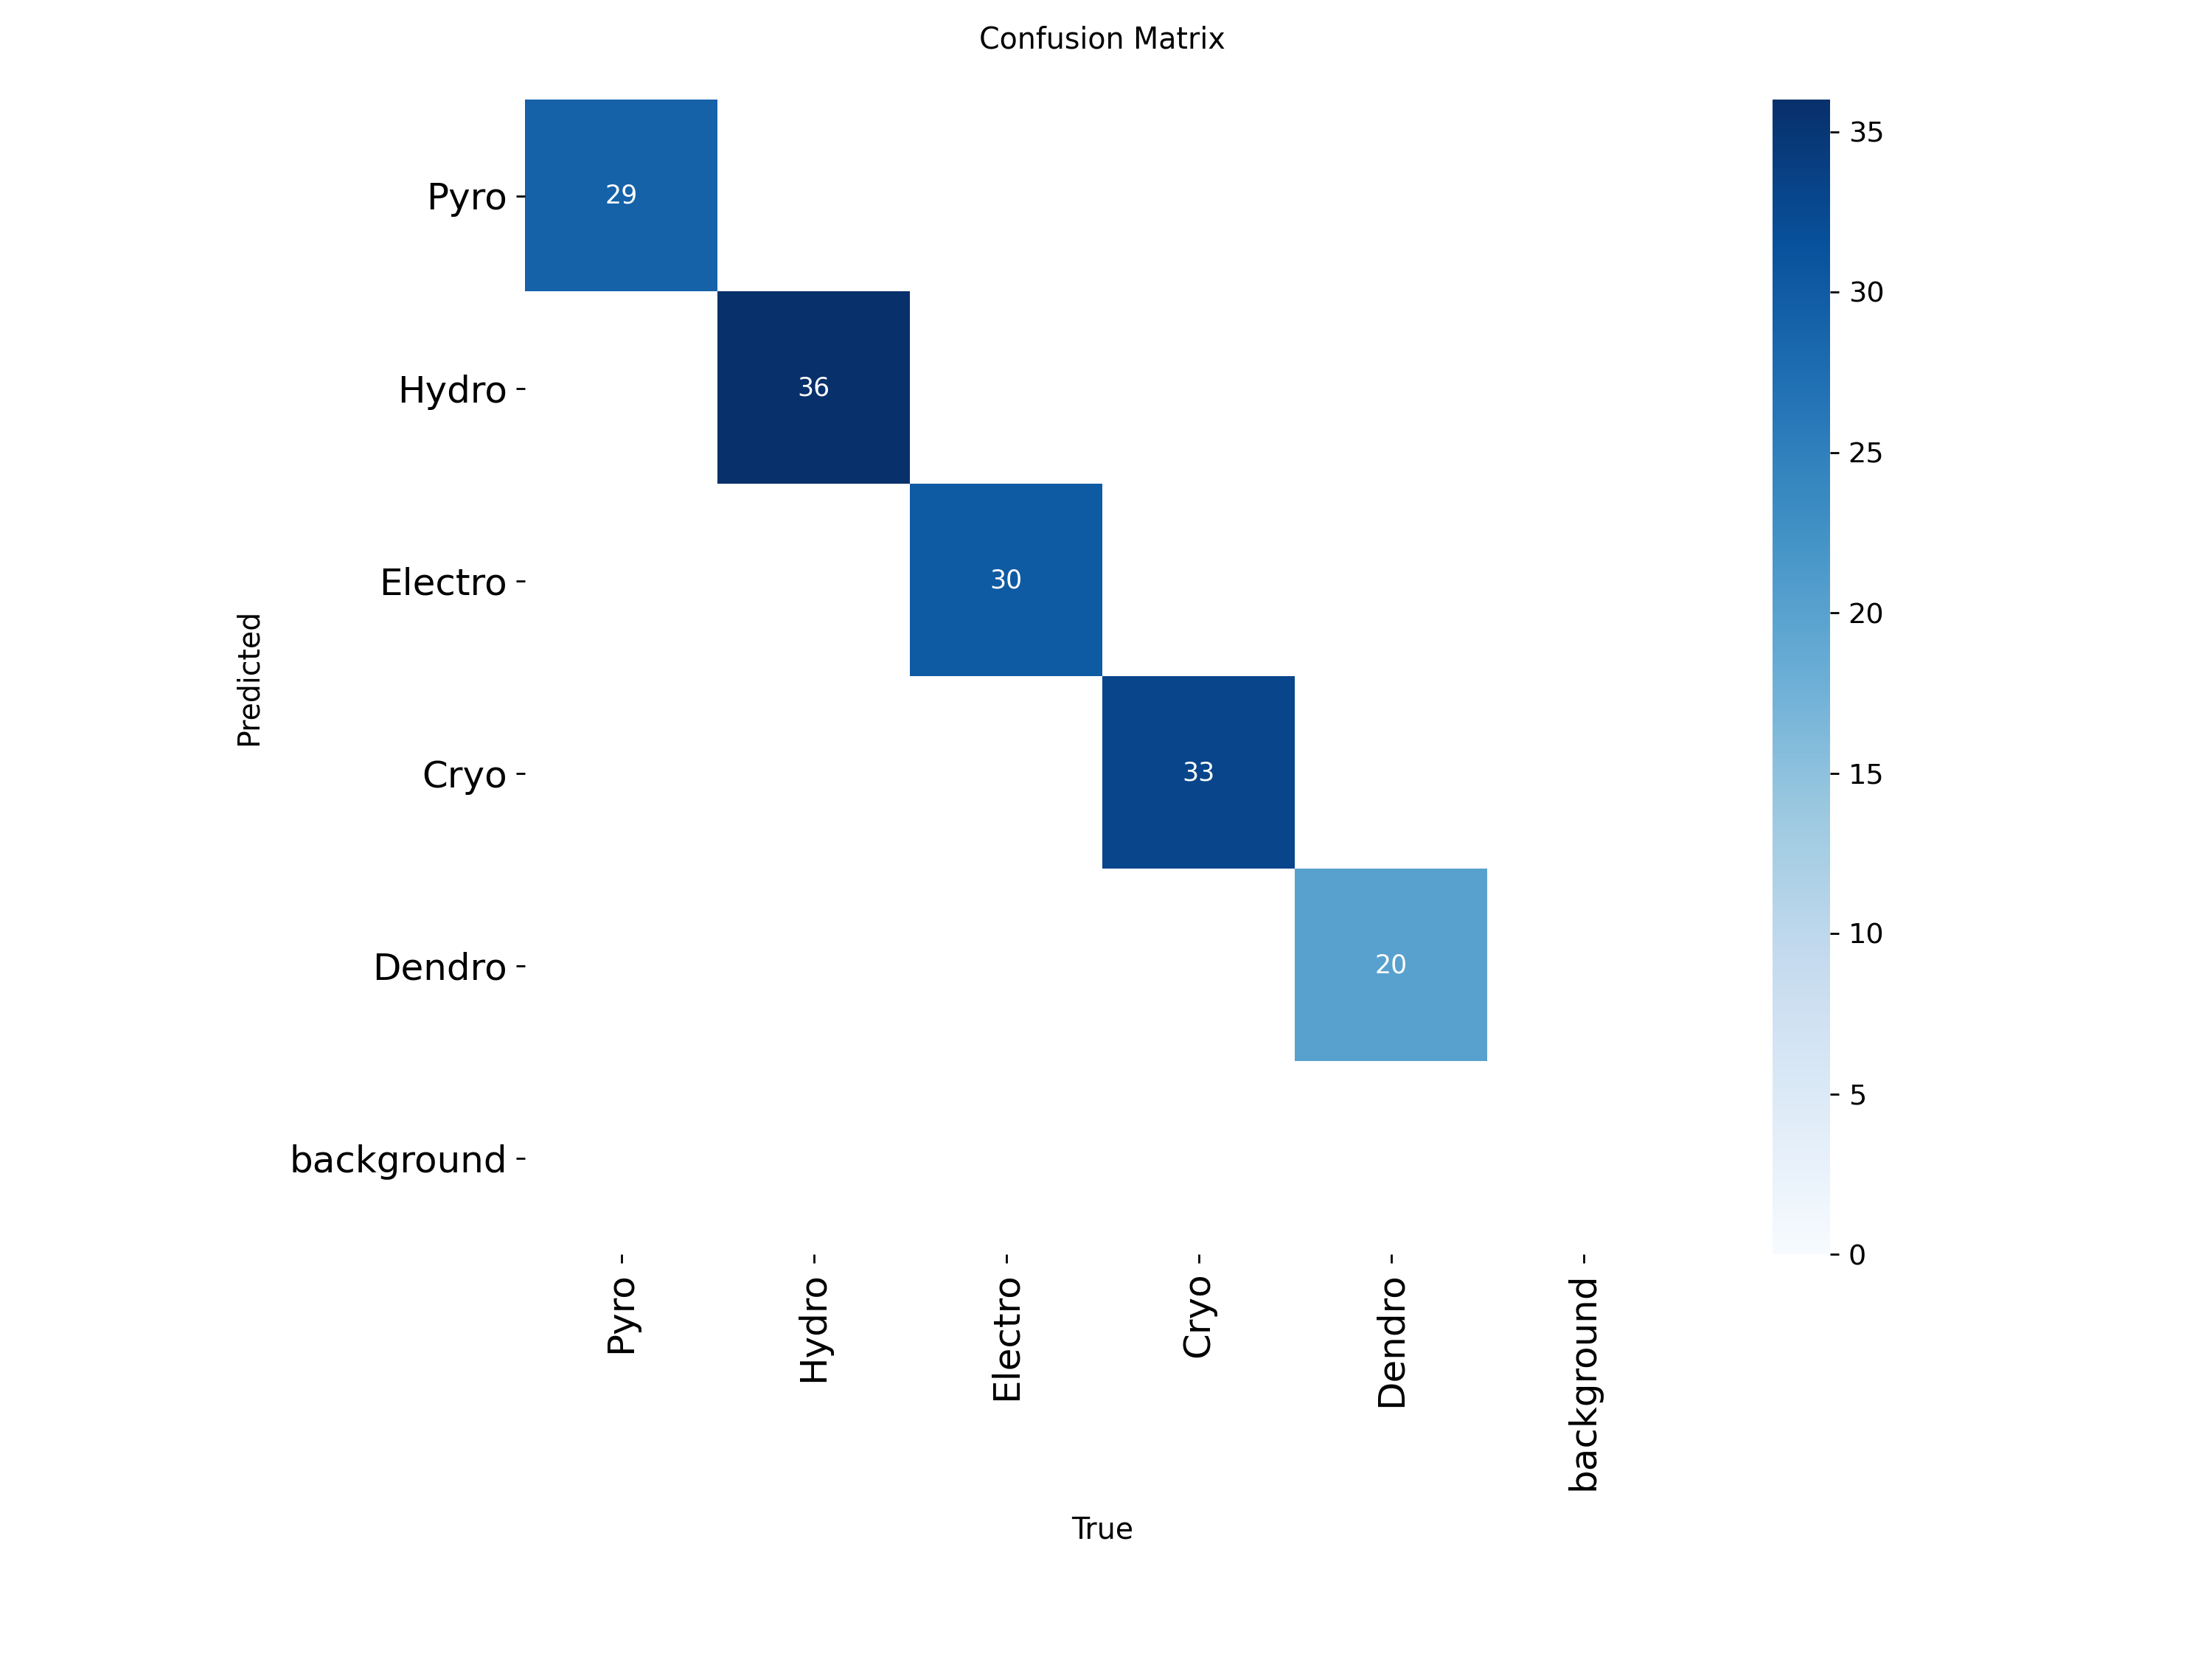 Confusion Matrix
Pyro
29
Hydro
36
Electro
30
Cryo
33
Dendro
20
background
Predicted
Pyro
Hydro
Electro
Cryo
Dendro
background
True
35
30
25
20
15
10
5
0